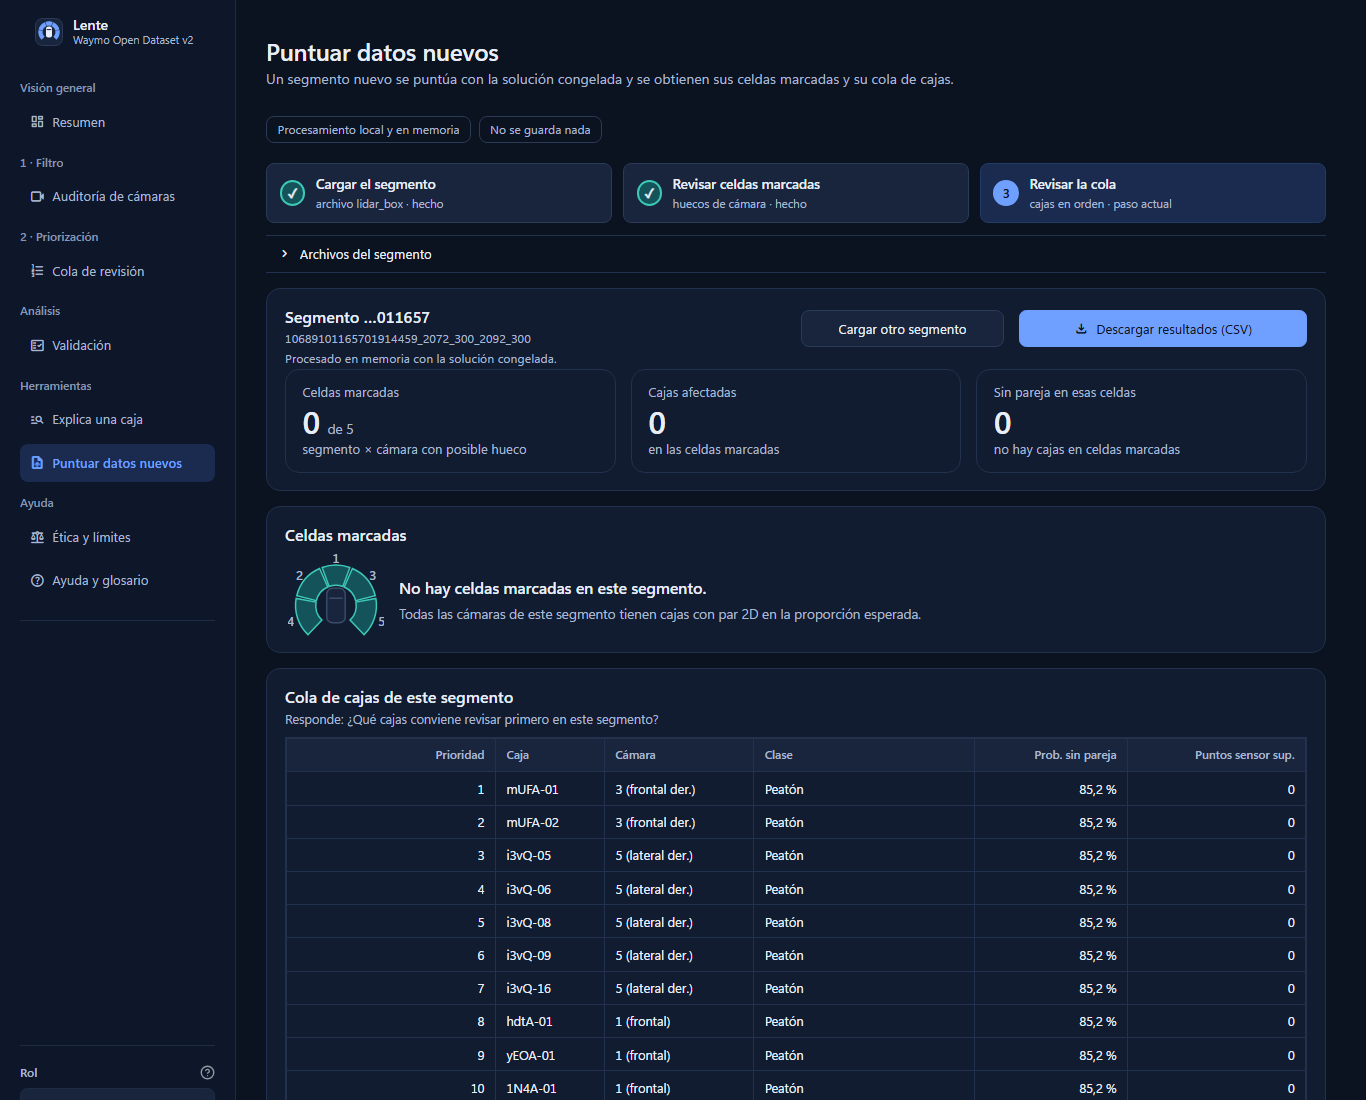 Lente
Waymo Open Dataset v2
Visión general
Resumen
1 · Filtro
Auditoría de cámaras
2 · Priorización
Cola de revisión
Análisis
Validación
Herramientas
Explica una caja
Puntuar datos nuevos
Ayuda
Ética y límites
Ayuda y glosario
Rol
Puntuar datos nuevos
Un segmento nuevo se puntúa con la solución congelada y se obtienen sus celdas marcadas y su cola de cajas.
Procesamiento local y en memoria
No se guarda nada
Cargar el segmento
archivo lidar_box · hecho
Revisar celdas marcadas
huecos de cámara · hecho
3
Revisar la cola
cajas en orden · paso actual
Archivos del segmento
Segmento ...011657
10689101165701914459_2072_300_2092_300
Procesado en memoria con la solución congelada.
Cargar otro segmento
Descargar resultados (CSV)
Celdas marcadas
0 de 5
segmento × cámara con posible hueco
Cajas afectadas
0
en las celdas marcadas
Sin pareja en esas celdas
0
no hay cajas en celdas marcadas
Celdas marcadas
1
2
3
4
5
No hay celdas marcadas en este segmento.
Todas las cámaras de este segmento tienen cajas con par 2D en la proporción esperada.
Cola de cajas de este segmento
Responde: ¿Qué cajas conviene revisar primero en este segmento?
Prioridad Caja Cámara Clase Prob. sin pareja Puntos sensor sup.
1 mUFA-01 3 (frontal der.) Peatón 85,2 % 0
2 mUFA-02 3 (frontal der.) Peatón 85,2 % 0
3 i3vQ-05 5 (lateral der.) Peatón 85,2 % 0
4 i3vQ-06 5 (lateral der.) Peatón 85,2 % 0
5 i3vQ-08 5 (lateral der.) Peatón 85,2 % 0
6 i3vQ-09 5 (lateral der.) Peatón 85,2 % 0
7 i3vQ-16 5 (lateral der.) Peatón 85,2 % 0
8 hdtA-01 1 (frontal) Peatón 85,2 % 0
9 yEOA-01 1 (frontal) Peatón 85,2 % 0
10 1N4A-01 1 (frontal) Peatón 85,2 % 0